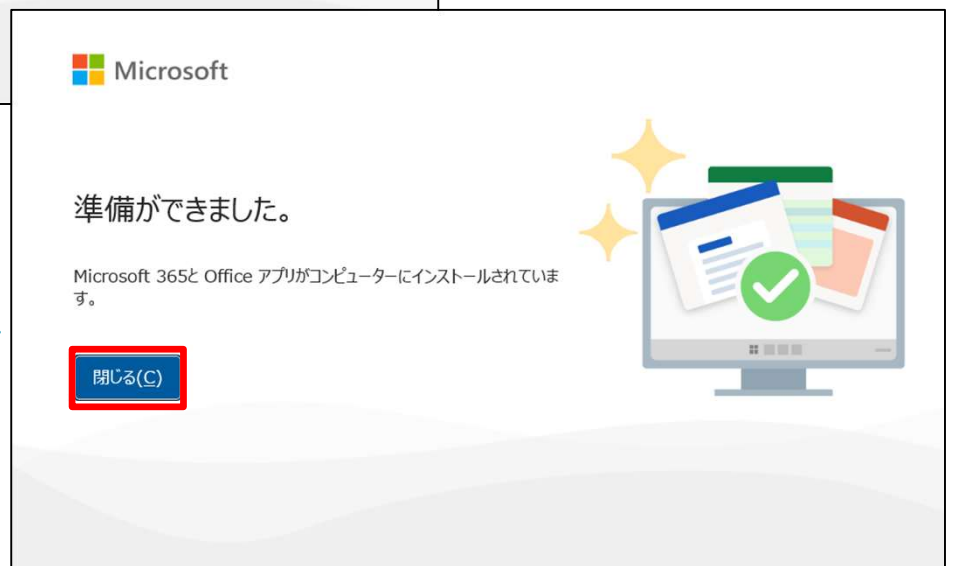 Microsoft
準備ができました。
Microsoft 365と Office アプリがコンピューターにインストールされていま
す。
閉じる(C)